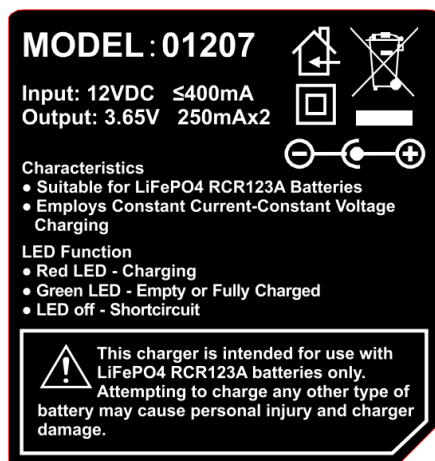 MODEL: 01207
Input: 12VDC ≤400mA
Output: 3.65V 250mAx2
Characteristics
● Suitable for LiFePO4 RCR123A Batteries
● Employs Constant Current-Constant Voltage
Charging
LED Function
● Red LED - Charging
● Green LED - Empty or Fully Charged
● LED off - Shortcircuit
This charger is intended for use with
LiFePO4 RCR123A batteries only.
Attempting to charge any other type of
battery may cause personal injury and charger
damage.